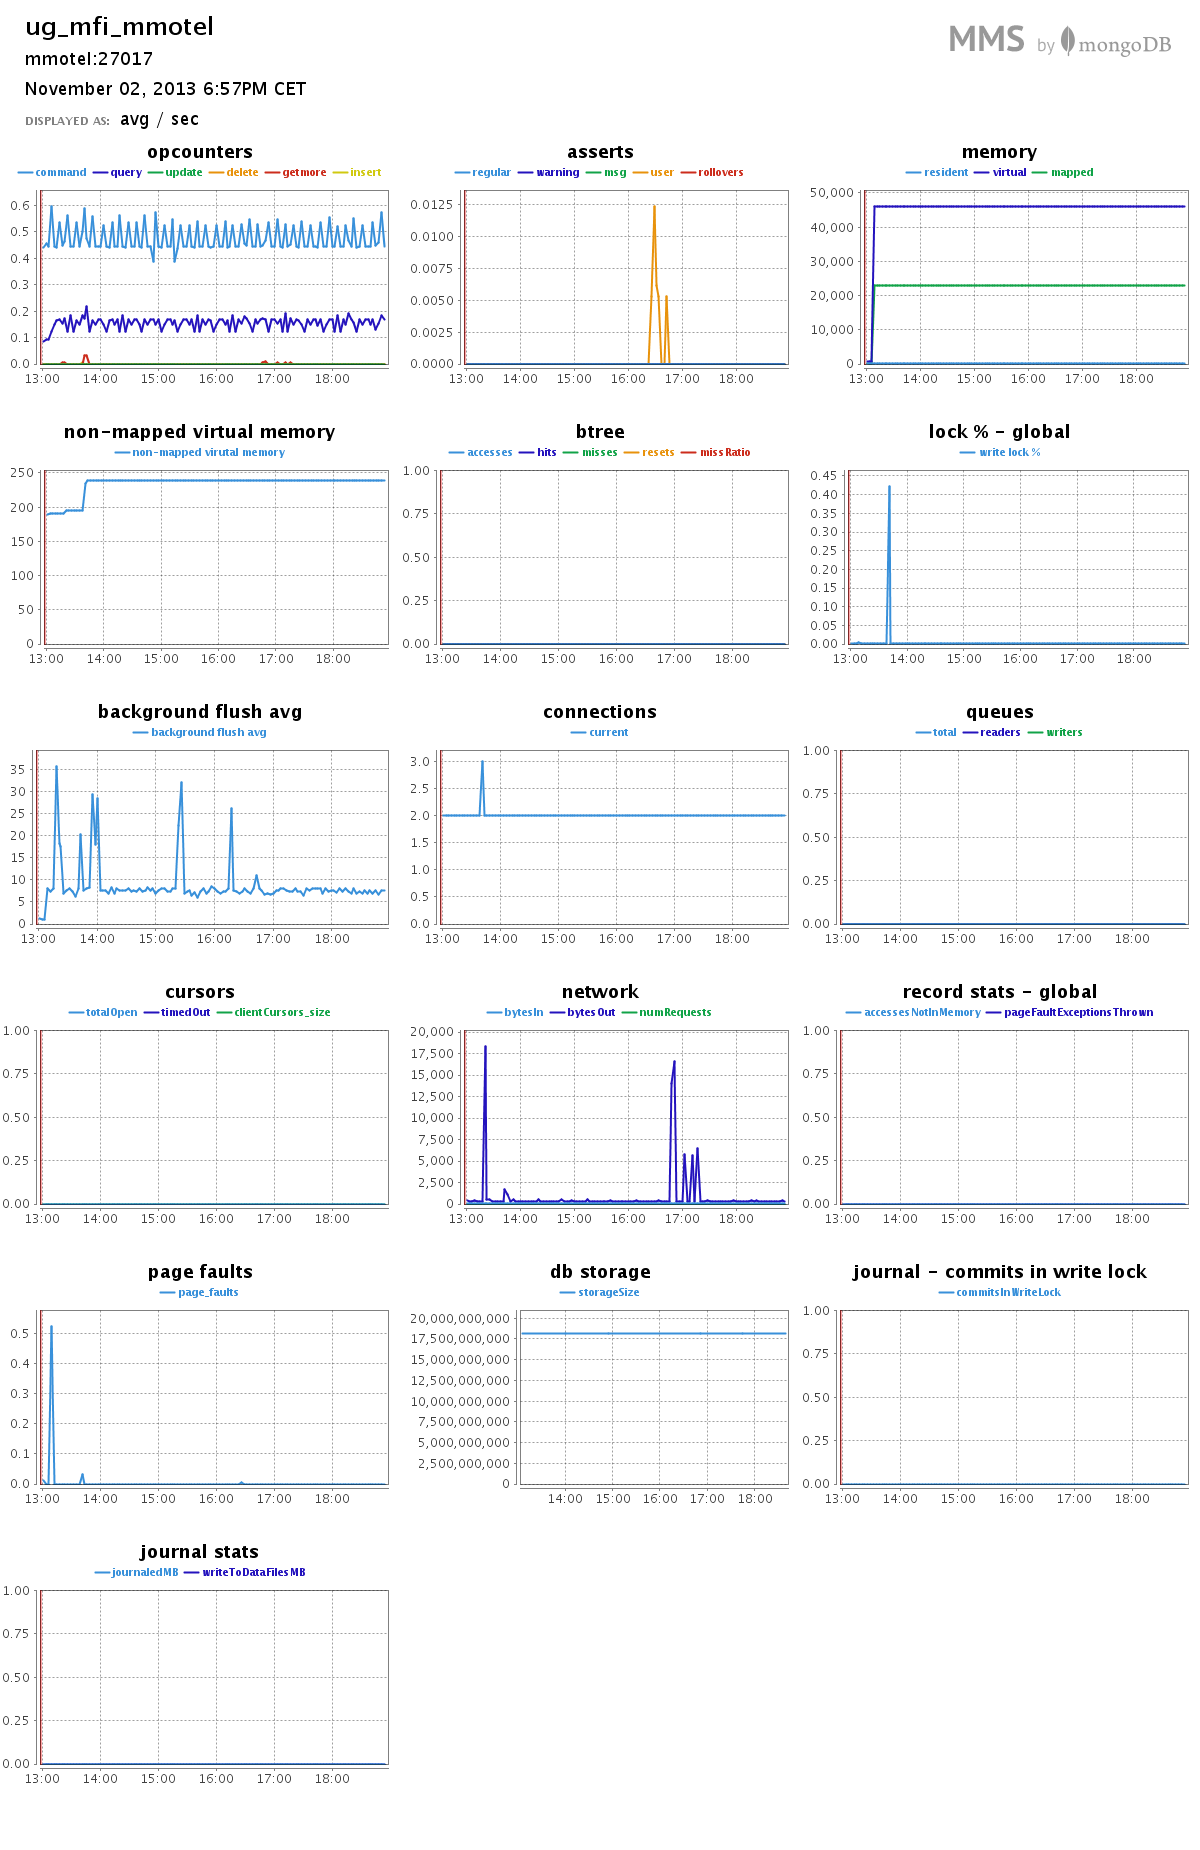 ug_mfi_mmotel
mmotel:27017
November 02, 2013 6:57PM CET
DISPLAYED AS: avg / sec
MMS by mongoDB
opcounters
command query update delete getmore insert
0.6
0.5
0.4
0.3
0.2
0.1
0.0
13:00 14:00 15:00 16:00 17:00 18:00
asserts
regular warning msg user rollovers
0.0125
0.0100
0.0075
0.0050
0.0025
0.0000
13:00 14:00 15:00 16:00 17:00 18:00
memory
resident virtual mapped
50,000
40,000
30,000
20,000
10,000
0
13:00 14:00 15:00 16:00 17:00 18:00
non-mapped virtual memory
non-mapped virutal memory
250
200
150
100
50
0
13:00 14:00 15:00 16:00 17:00 18:00
btree
accesses hits misses resets missRatio
1.00
0.75
0.50
0.25
0.00
13:00 14:00 15:00 16:00 17:00 18:00
lock % - global
write lock %
0.45
0.40
0.35
0.30
0.25
0.20
0.15
0.10
0.05
0.00
13:00 14:00 15:00 16:00 17:00 18:00
background flush avg
background flush avg
35
30
25
20
15
10
5
0
13:00 14:00 15:00 16:00 17:00 18:00
connections
current
3.0
2.5
2.0
1.5
1.0
0.5
0.0
13:00 14:00 15:00 16:00 17:00 18:00
queues
total readers writers
1.00
0.75
0.50
0.25
0.00
13:00 14:00 15:00 16:00 17:00 18:00
cursors
totalOpen timedOut clientCursors_size
1.00
0.75
0.50
0.25
0.00
13:00 14:00 15:00 16:00 17:00 18:00
network
bytesIn bytesOut numRequests
20,000
17,500
15,000
12,500
10,000
7,500
5,000
2,500
0
13:00 14:00 15:00 16:00 17:00 18:00
record stats - global
accessesNotInMemory pageFaultExceptionsThrown
1.00
0.75
0.50
0.25
0.00
13:00 14:00 15:00 16:00 17:00 18:00
page faults
page_faults
0.5
0.4
0.3
0.2
0.1
0.0
13:00 14:00 15:00 16:00 17:00 18:00
db storage
storageSize
20,000,000,000
17,500,000,000
15,000,000,000
12,500,000,000
10,000,000,000
7,500,000,000
5,000,000,000
2,500,000,000
0
14:00 15:00 16:00 17:00 18:00
journal - commits in write lock
commitsInWriteLock
1.00
0.75
0.50
0.25
0.00
13:00 14:00 15:00 16:00 17:00 18:00
journal stats
journaledMB writeToDataFilesMB
1.00
0.75
0.50
0.25
0.00
13:00 14:00 15:00 16:00 17:00 18:00